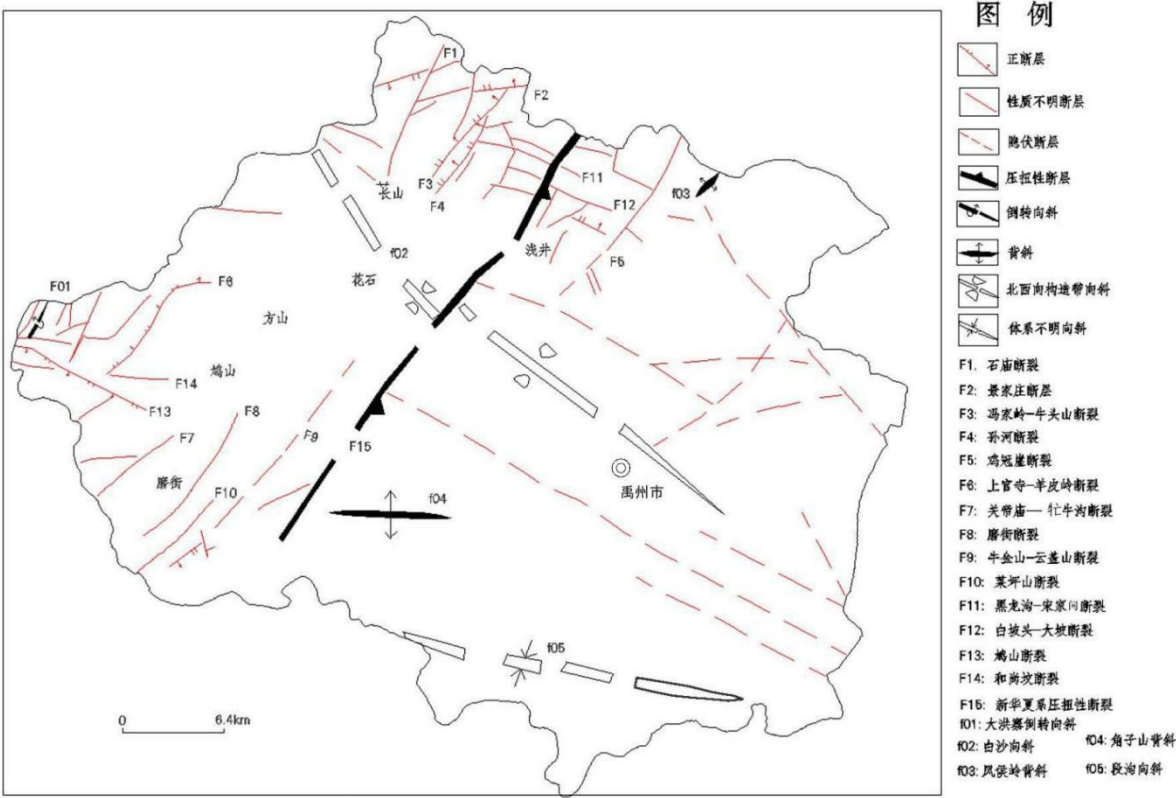 图 例
正断层
性质不明断层
隐伏断层
压扭性断层
倒转向斜
背斜
北西向构造带向斜
体系不明向斜
F1. 石庙断裂
F2: 景家庄断层
F3: 冯家岭-牛头山断裂
F4: 孙河断裂
F5: 鸡冠崖断裂
F6: 上官寺-羊皮岭断裂
F7: 关帝庙—牤牛沟断裂
F8: 磨街断裂
F9: 牛金山-云盖山断裂
F10: 菜坪山断裂
F11: 黑龙沟-宋家门断裂
F12: 白坡头-大坡断裂
F13: 鸠山断裂
F14: 和尚坡断裂
F15: 新华夏系压扭性断裂
f01: 大洪寨倒转向斜
f02: 白沙向斜
f04: 角子山背斜
f03: 凤侯岭背斜
f05: 段沟向斜
F1
F2
F3
F4
F11
F12
f03
苌山
浅井
F5
f02
花石
F01
F6
方山
鸠山
F14
F13
F8
F7
F9
F15
磨街
F10
f04
禹州市
f05
0 6.4km